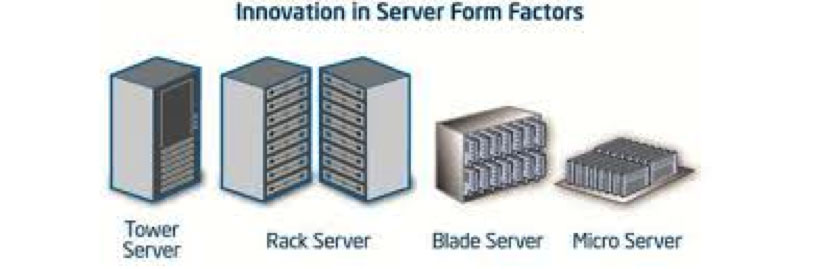 Innovation in Server Form Factors
Tower
Server
Rack Server
Blade Server
Micro Server